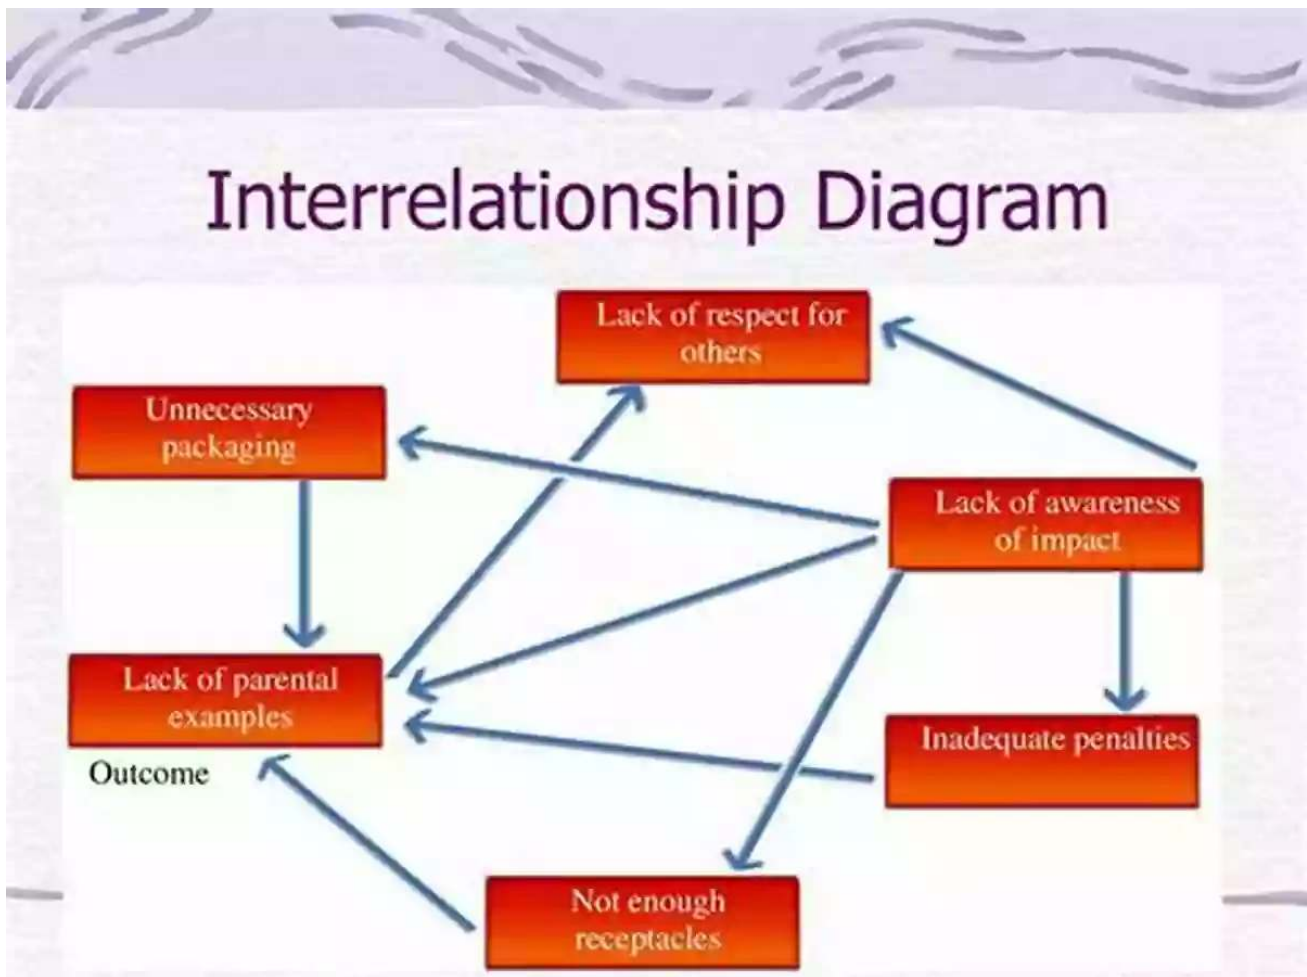 Interrelationship Diagram
Lack of respect for
others
Unnecessary
packaging
Lack of awareness
of impact
Lack of parental
examples
Outcome
Inadequate penalties
Not enough
receptacles